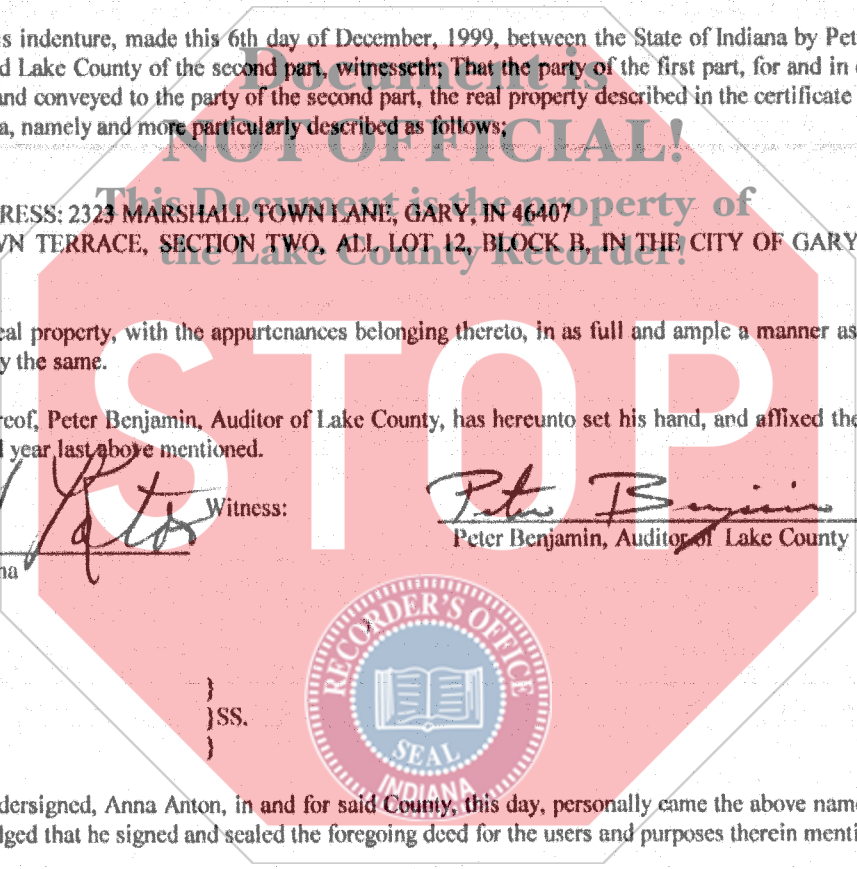 s indenture, made this 6th day of December, 1999, between the State of Indiana by Pet
d Lake County of the second part, witnesseth; That the party of the first part, for and in
Document is
and conveyed to the party of the second part, the real property described in the certificate
a, namely and more particularly described as follows;
NOT OFFICIAL!
This Document is the property of
RESS: 2323 MARSHALL TOWN LANE, GARY, IN 46407
WN TERRACE, SECTION TWO, ALL LOT 12, BLOCK B, IN THE CITY OF GARY
the Lake County Recorder!
eal property, with the appurtenances belonging thereto, in as full and ample a manner as
y the same.
STOP
reof, Peter Benjamin, Auditor of Lake County, has hereunto set his hand, and affixed the
l year last above mentioned.
Witness:
Peter Benjamin
Peter Benjamin, Auditor of Lake County
na
RECORDER'S OFFICE
SEAL
INDIANA
}
}SS.
}
dersigned, Anna Anton, in and for said County, this day, personally came the above nam
dged that he signed and sealed the foregoing deed for the users and purposes therein menti